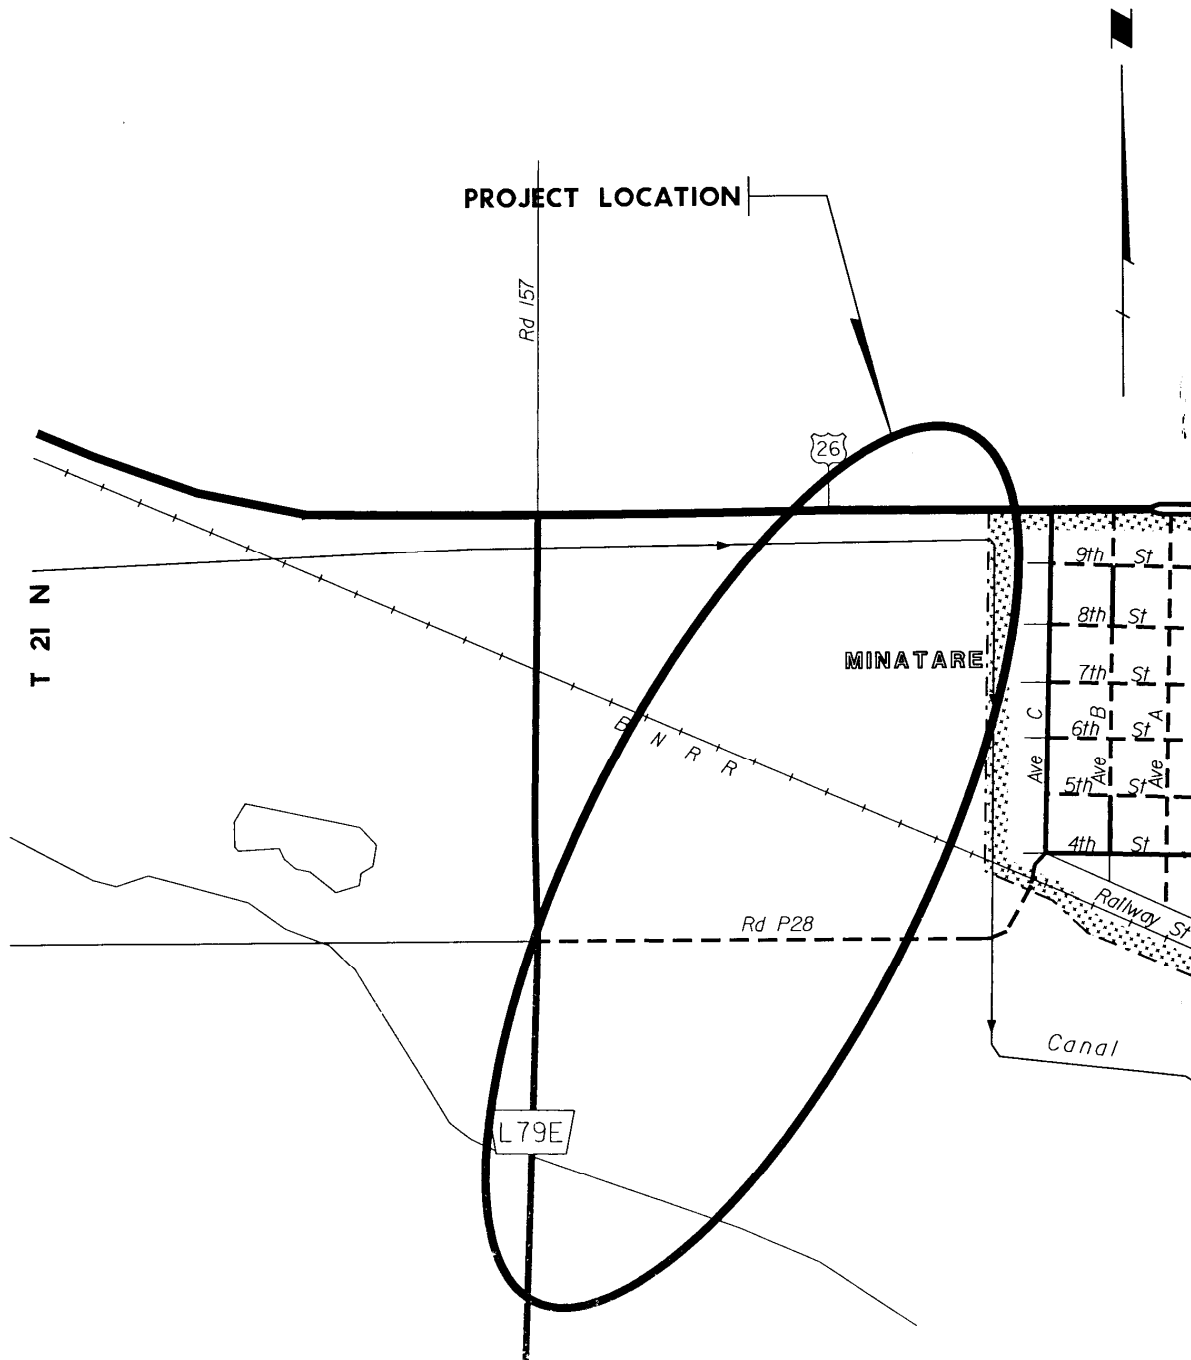 N
PROJECT LOCATION
Rd 157
26
T 21 N
9th St
8th St
MINATARE
7th St
C
B
A
6th St
Ave
Ave
Ave
5th St
B N R R
4th St
Railway St
Rd P28
Canal
L79E